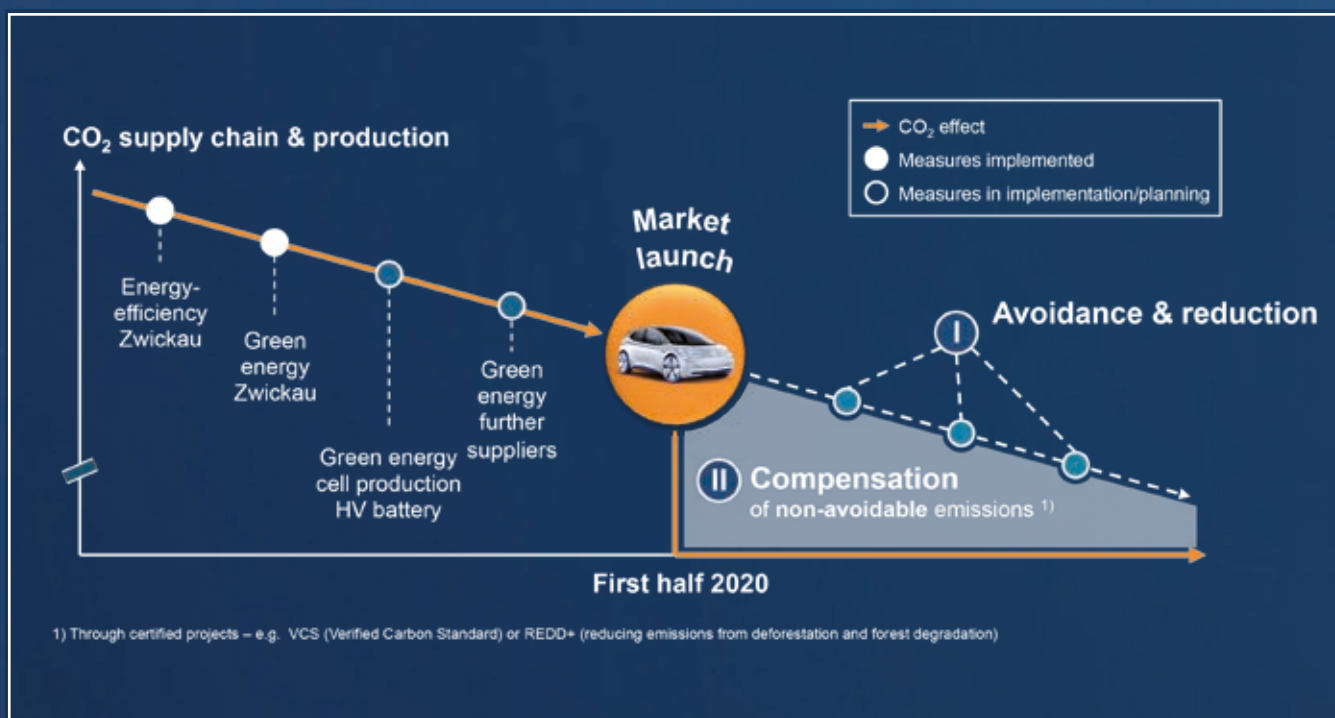 CO₂ supply chain & production
CO₂ effect
Measures implemented
Measures in implementation/planning
Market
launch
Energy-
efficiency
Zwickau
Green
energy
Zwickau
Green energy
cell production
HV battery
Green
energy
further
suppliers
I
Avoidance & reduction
II
Compensation
of non-avoidable emissions ¹⁾
First half 2020
1) Through certified projects – e.g. VCS (Verified Carbon Standard) or REDD+ (reducing emissions from deforestation and forest degradation)